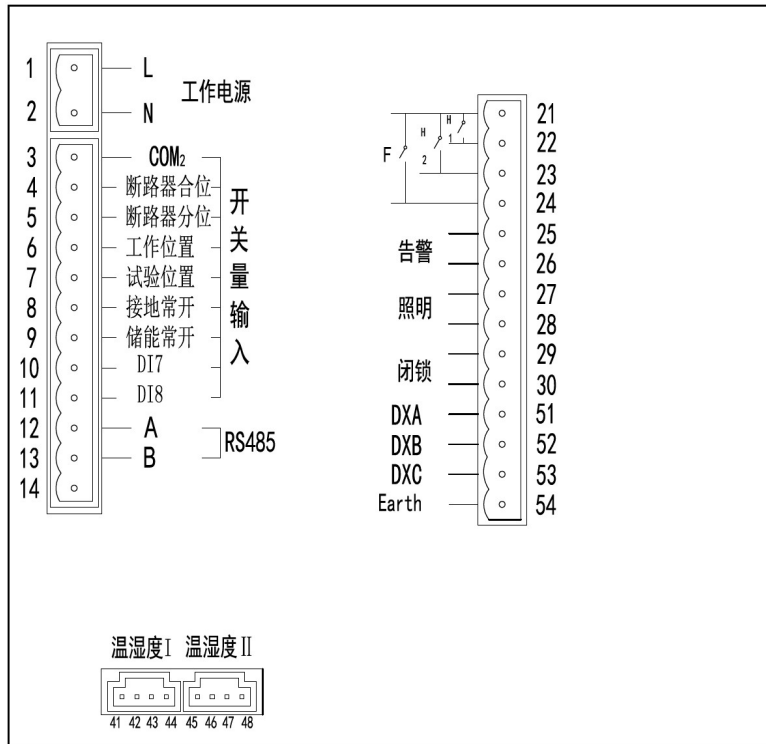 1 L
工作电源
2 N
3 COM₂
4 断路器合位
5 断路器分位
6 工作位置
7 试验位置
8 接地常开
9 储能常开
10 DI7
11 DI8
开关量输入
12 A
13 B
RS485
14
21
H 1
22
H 2
F
23
24
25
告警
26
27
照明
28
29
闭锁
30
DXA 51
DXB 52
DXC 53
Earth 54
温湿度Ⅰ 温湿度Ⅱ
41 42 43 44 45 46 47 48